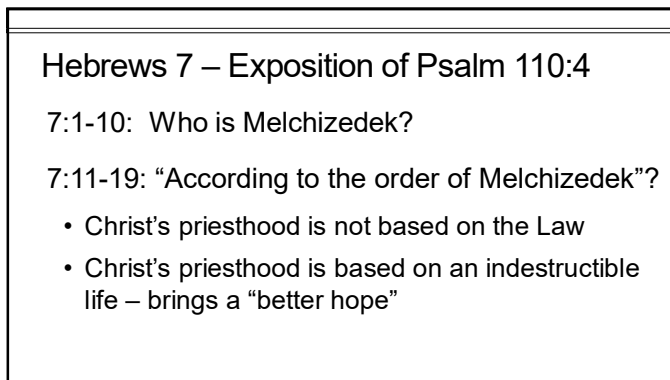 Hebrews 7 – Exposition of Psalm 110:4
7:1-10:  Who is Melchizedek?
7:11-19: “According to the order of Melchizedek”?
• Christ’s priesthood is not based on the Law
• Christ’s priesthood is based on an indestructible
life – brings a “better hope”